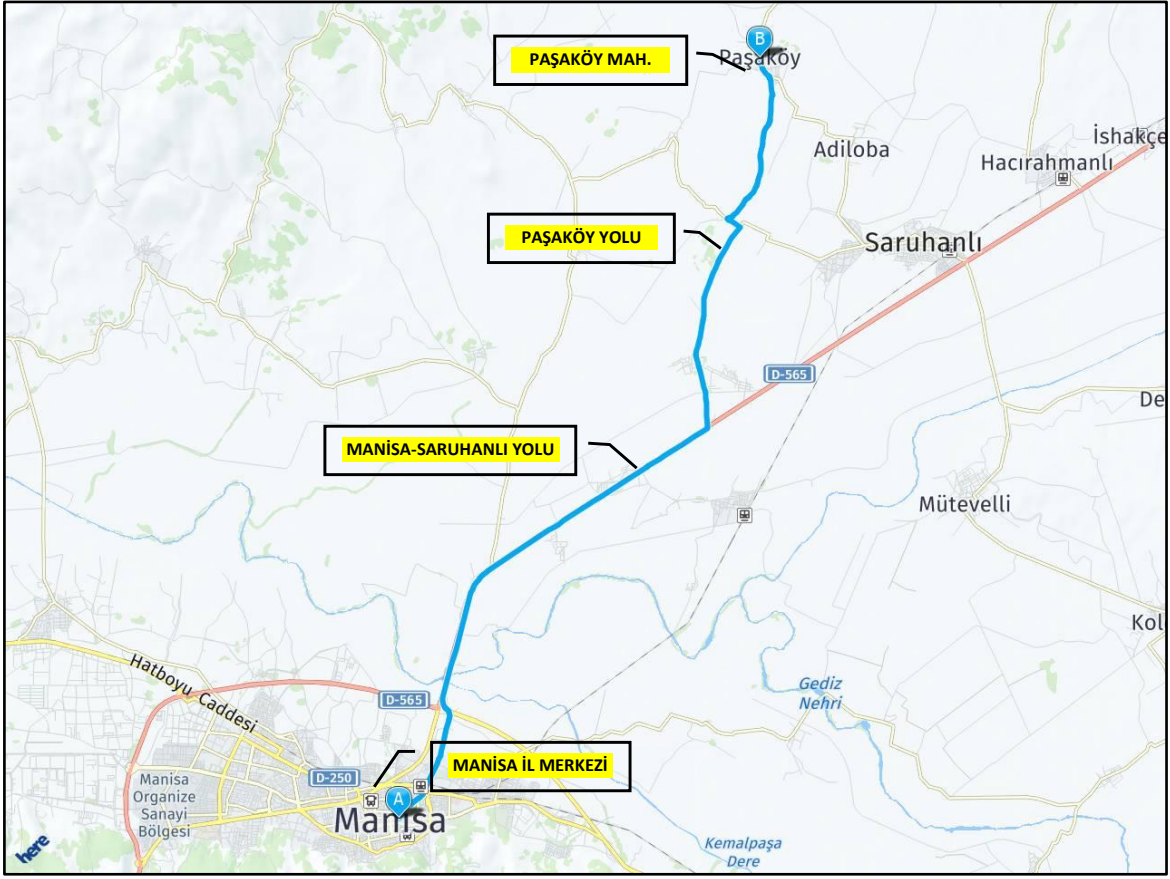 B
PAŞAKÖY MAH.
Paşaköy
İshakçe
Adiloba
Hacırahmanlı
PAŞAKÖY YOLU
Saruhanlı
D-565
De
MANİSA-SARUHANLI YOLU
Mütevelli
Kol
Hatboyu Caddesi
Gediz
Nehri
D-565
MANİSA İL MERKEZİ
D-250
Manisa
Organize
Sanayi
Bölgesi
A
Manisa
Kemalpaşa
Dere
here